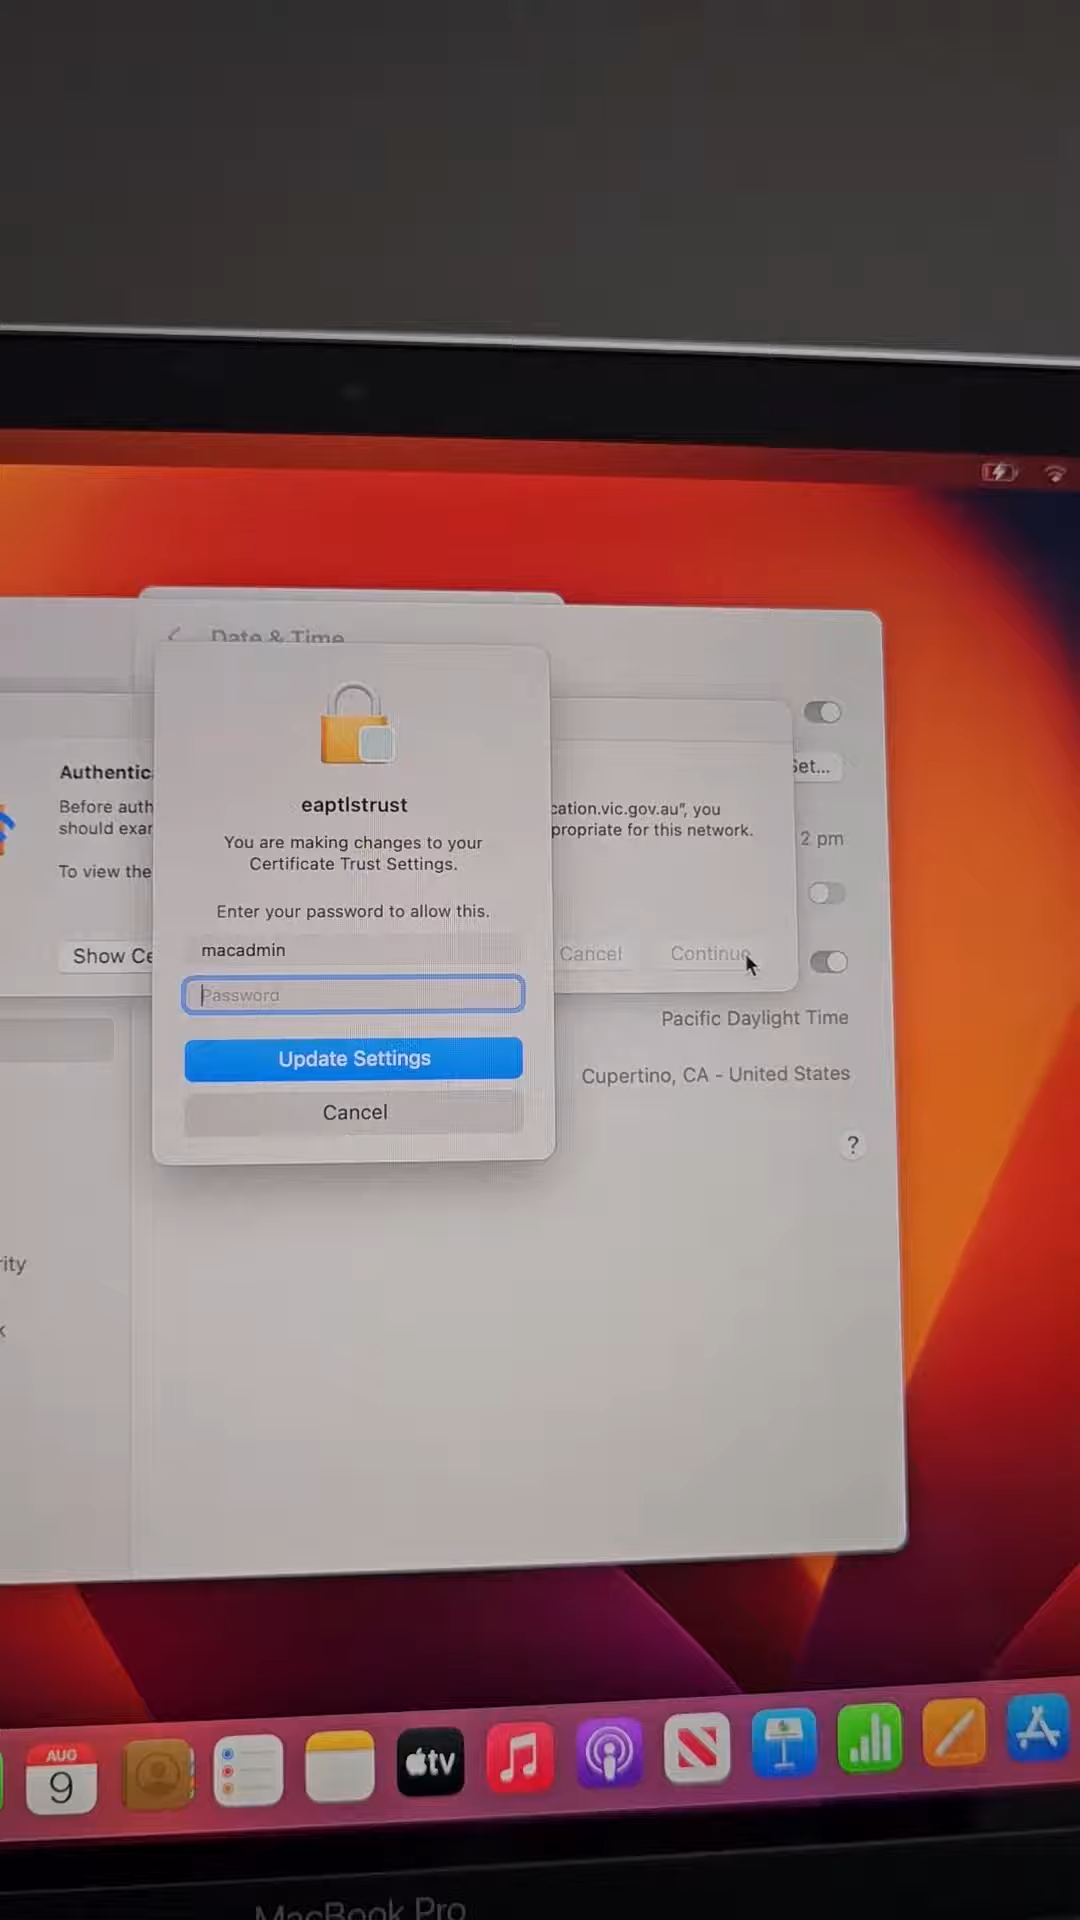 Date & Time
eaptlstrust
You are making changes to your
Certificate Trust Settings.
Enter your password to allow this.
macadmin
Password
Update Settings
Cancel
Authentic
Before auth
should exar
To view the
Show Ce
cation.vic.gov.au", you
propriate for this network.
Cancel
Continue
Set...
2 pm
Pacific Daylight Time
Cupertino, CA - United States
?
rity
k
AUG
9
tv
MacBook Pro